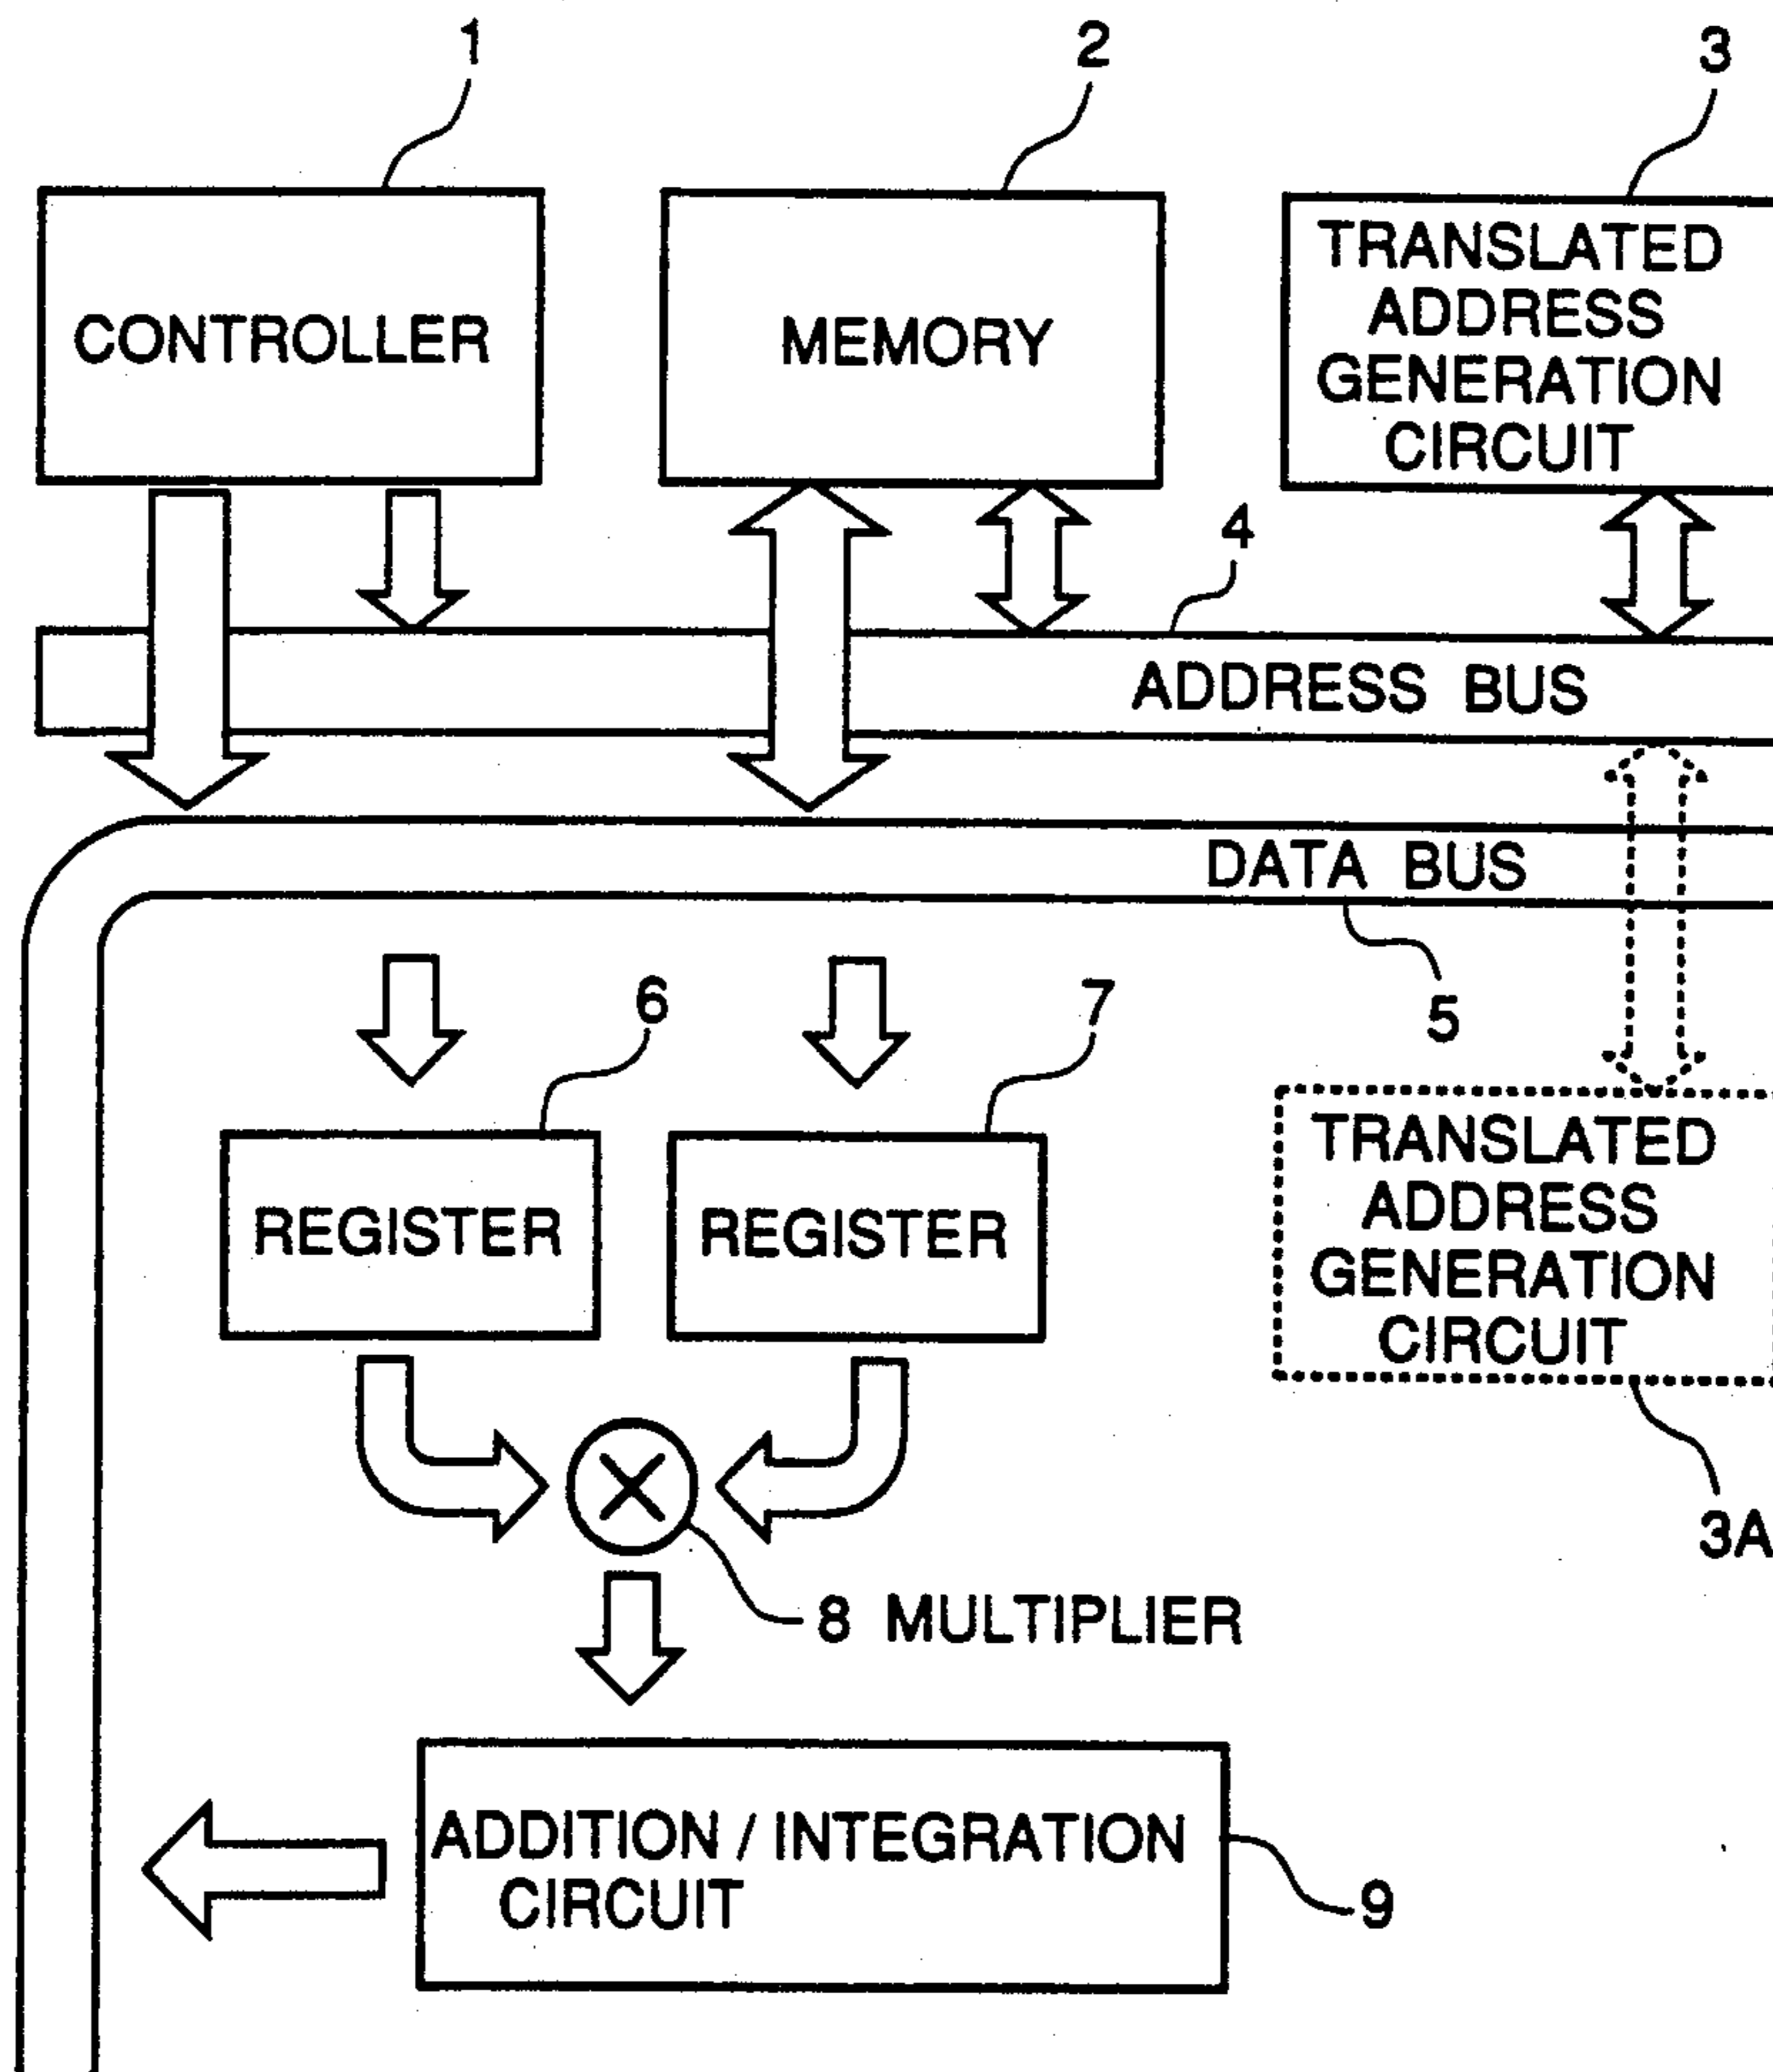 1
2
3
CONTROLLER
MEMORY
TRANSLATED
ADDRESS
GENERATION
CIRCUIT
4
ADDRESS BUS
DATA BUS
5
6
7
REGISTER
REGISTER
TRANSLATED
ADDRESS
GENERATION
CIRCUIT
3A
8 MULTIPLIER
ADDITION / INTEGRATION
CIRCUIT
9